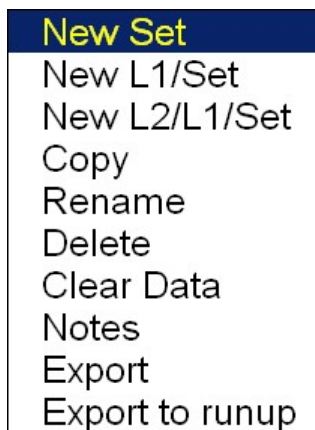 New Set
New L1/Set
New L2/L1/Set
Copy
Rename
Delete
Clear Data
Notes
Export
Export to runup